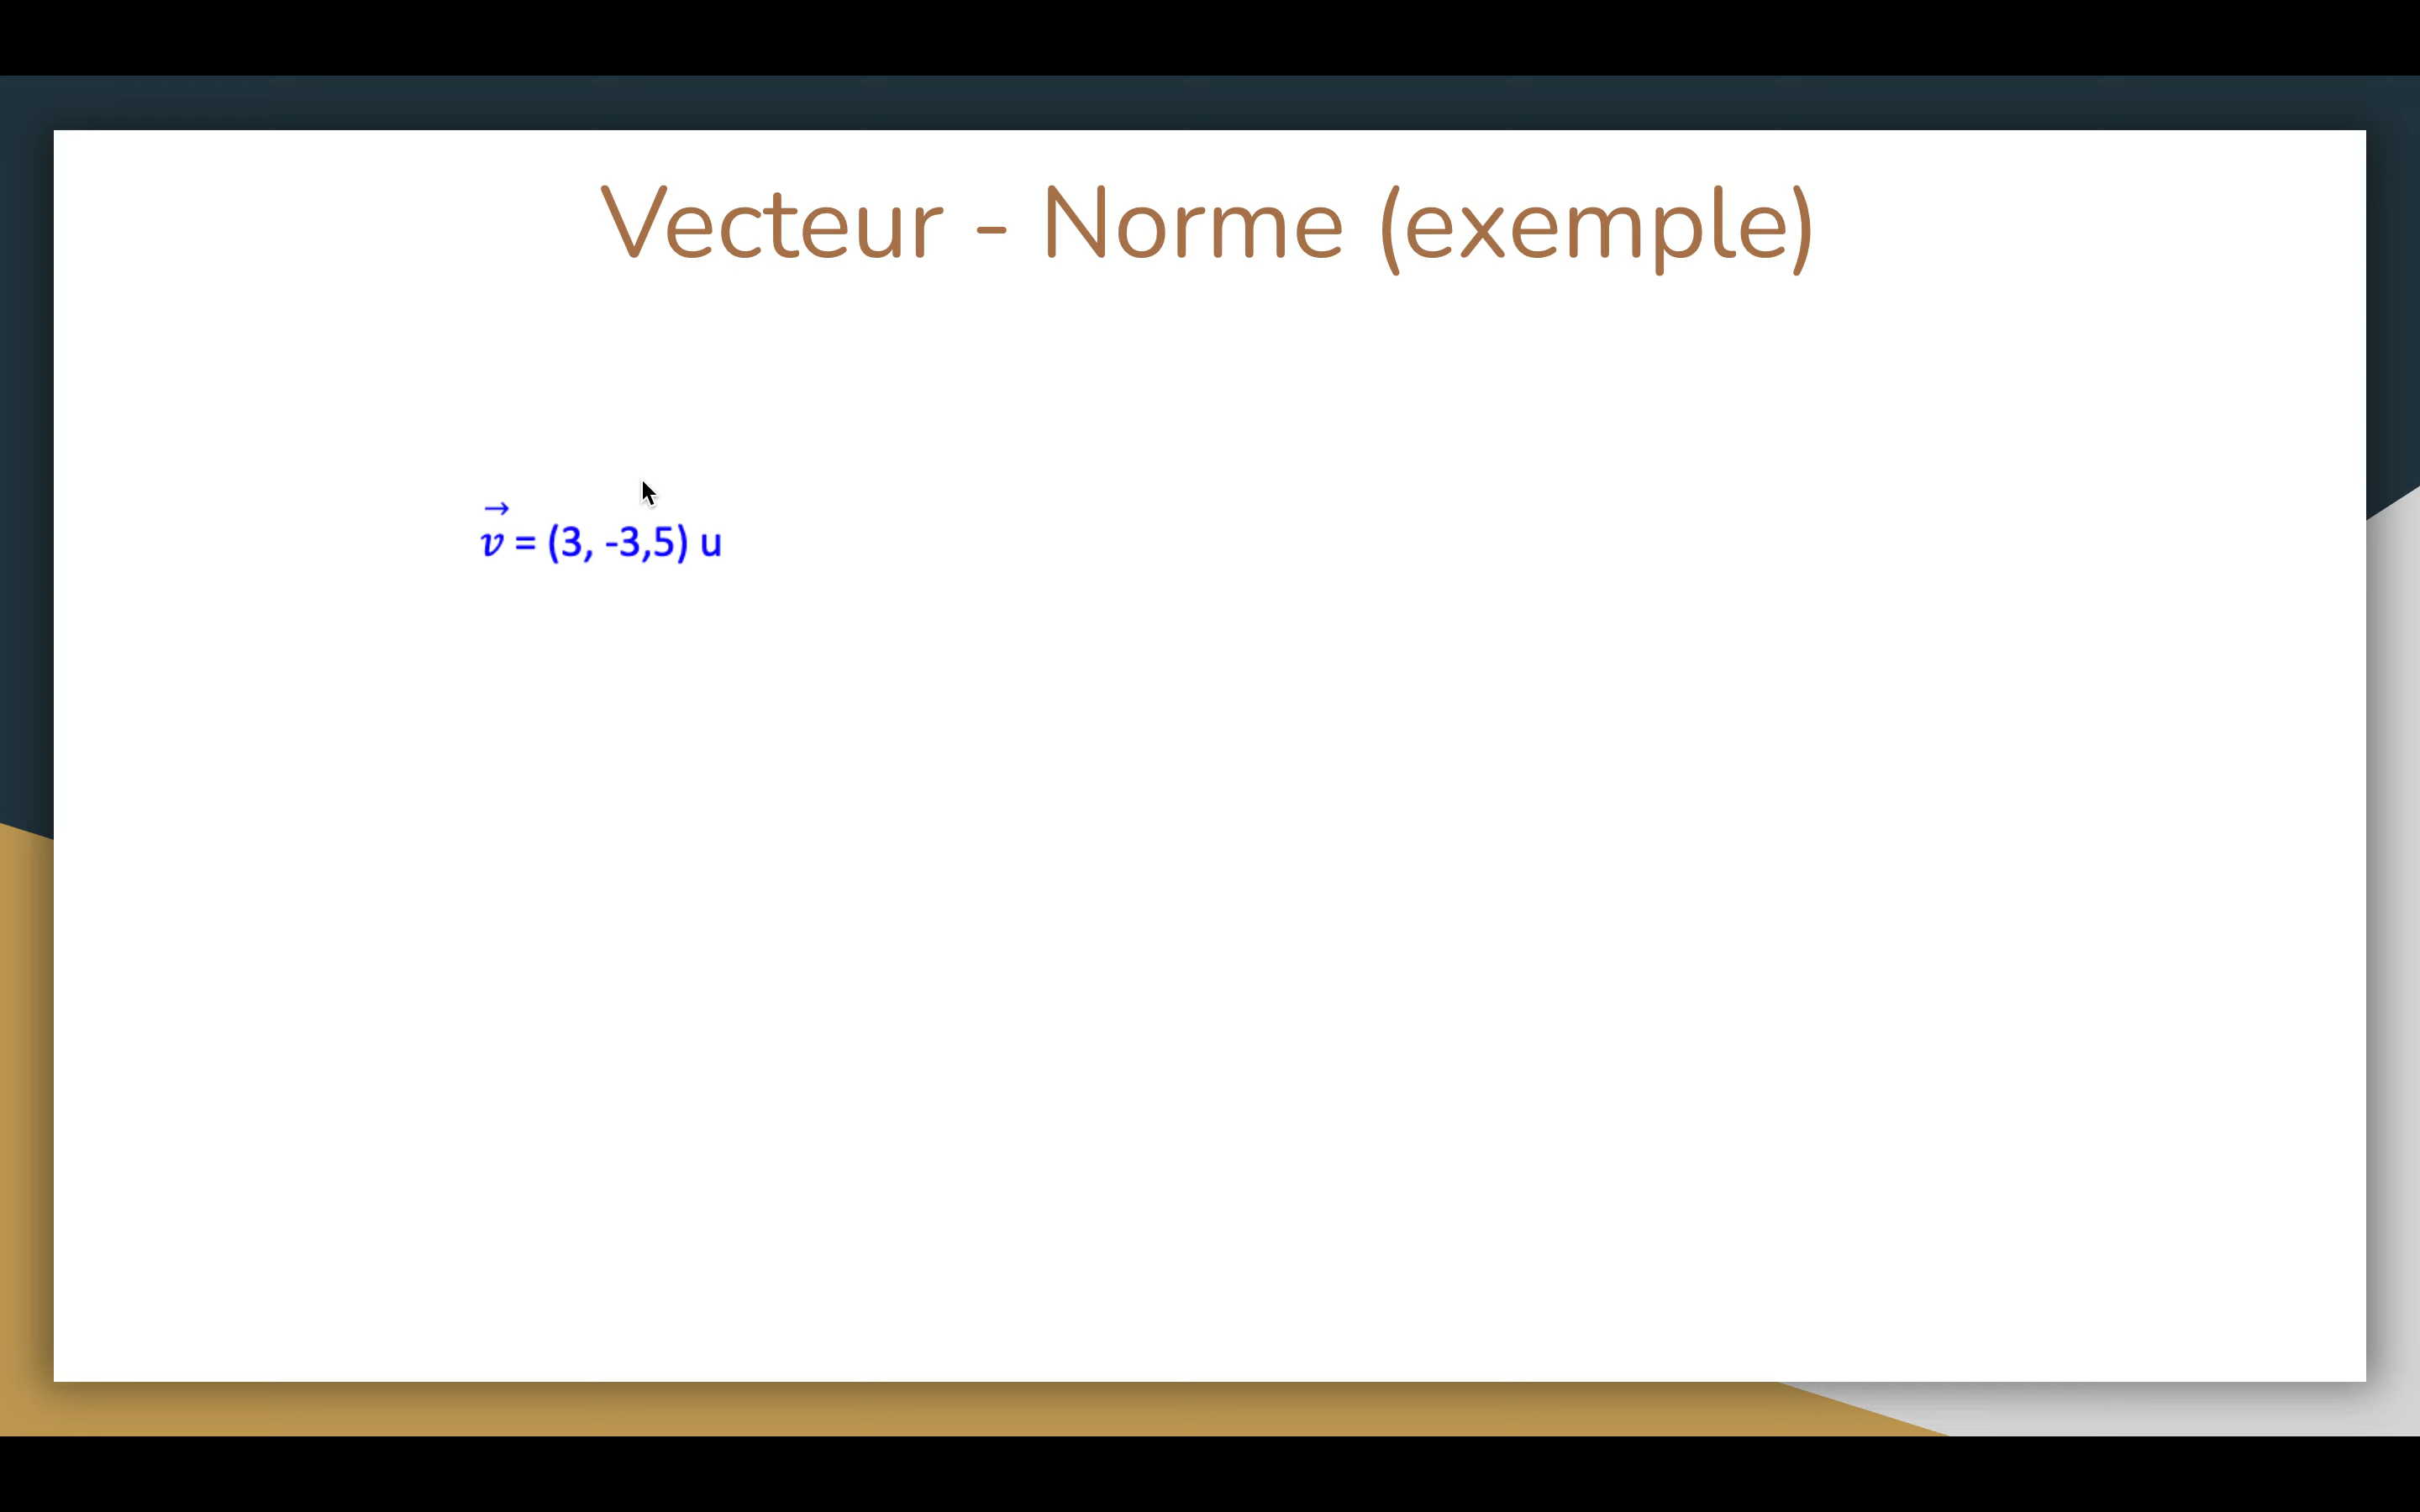 Vecteur - Norme (exemple)
v⃗ = (3, -3,5) u